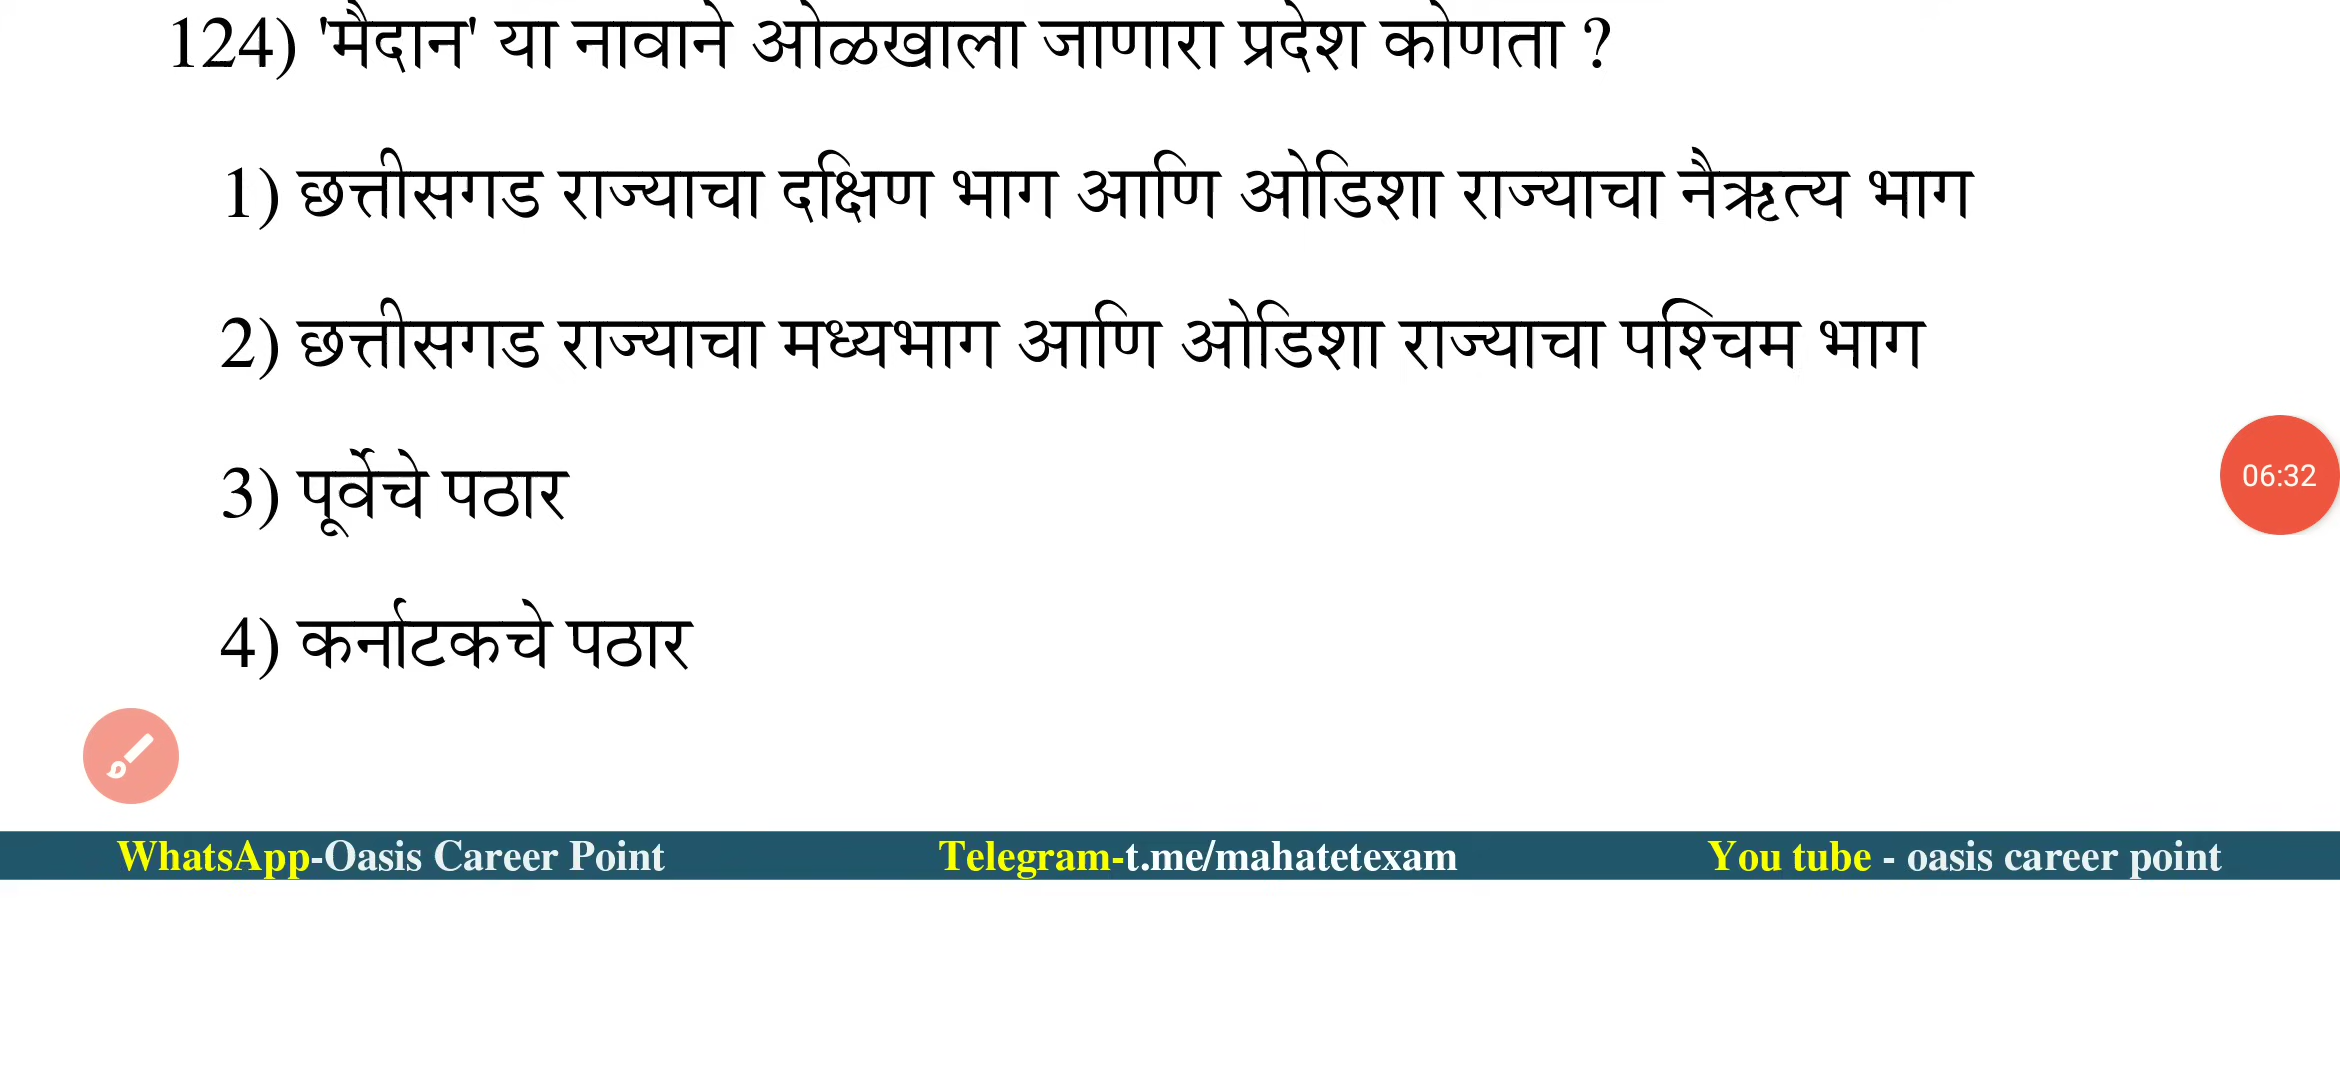 124) 'मैदान' या नावाने ओळखाला जाणारा प्रदेश कोणता ?
1) छत्तीसगड राज्याचा दक्षिण भाग आणि ओडिशा राज्याचा नैऋत्य भाग
2) छत्तीसगड राज्याचा मध्यभाग आणि ओडिशा राज्याचा पश्चिम भाग
3) पूर्वेचे पठार
06:32
4) कर्नाटकचे पठार
WhatsApp-Oasis Career Point Telegram-t.me/mahatetexam You tube - oasis career point